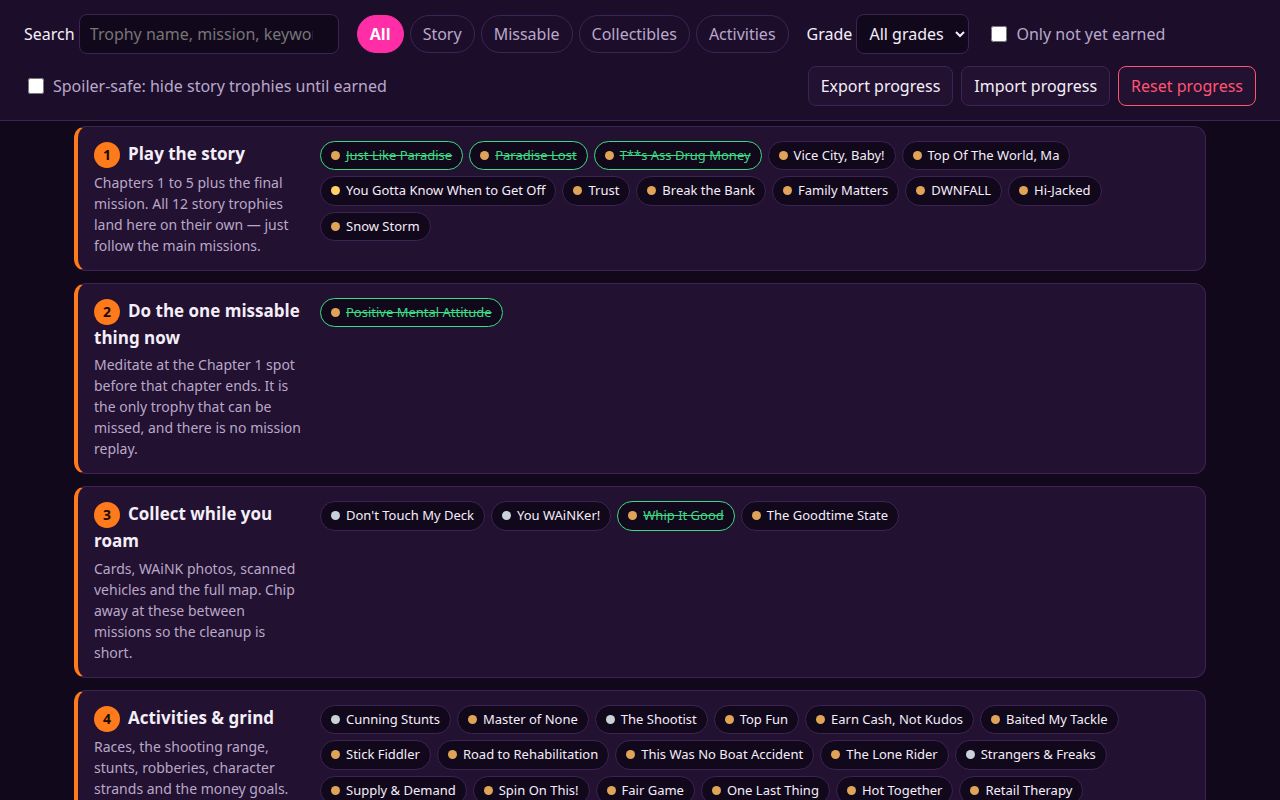 Search Trophy name, mission, keywo All Story Missable Collectibles Activities Grade All grades Only not yet earned
Spoiler-safe: hide story trophies until earned Export progress Import progress Reset progress
1 Play the story
Chapters 1 to 5 plus the final
mission. All 12 story trophies
land here on their own — just
follow the main missions.
Just Like Paradise Paradise Lost T**s Ass Drug Money Vice City, Baby! Top Of The World, Ma
You Gotta Know When to Get Off Trust Break the Bank Family Matters DWNFALL Hi-Jacked
Snow Storm
2 Do the one missable
thing now
Meditate at the Chapter 1 spot
before that chapter ends. It is
the only trophy that can be
missed, and there is no mission
replay.
Positive Mental Attitude
3 Collect while you
roam
Cards, WAiNK photos, scanned
vehicles and the full map. Chip
away at these between
missions so the cleanup is
short.
Don't Touch My Deck You WAiNKer! Whip It Good The Goodtime State
4 Activities & grind
Races, the shooting range,
stunts, robberies, character
strands and the money goals.
Cunning Stunts Master of None The Shootist Top Fun Earn Cash, Not Kudos Baited My Tackle
Stick Fiddler Road to Rehabilitation This Was No Boat Accident The Lone Rider Strangers & Freaks
Supply & Demand Spin On This! Fair Game One Last Thing Hot Together Retail Therapy